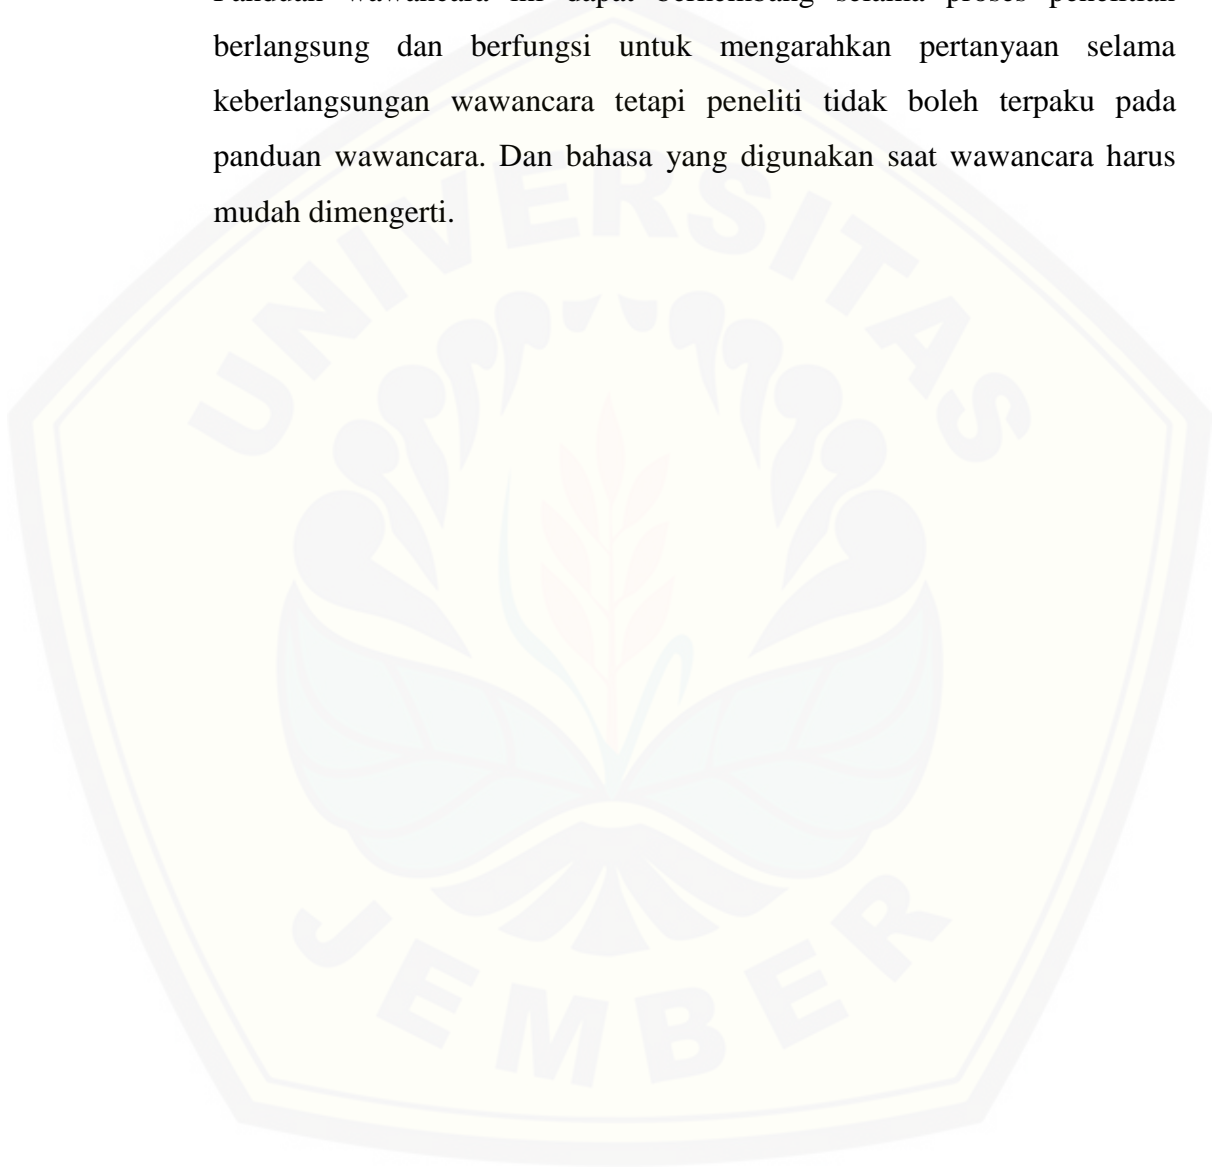 Panduan wawancara ini dapat berkembang selama proses penelitian
berlangsung dan berfungsi untuk mengarahkan pertanyaan selama
keberlangsungan wawancara tetapi peneliti tidak boleh terpaku pada
panduan wawancara. Dan bahasa yang digunakan saat wawancara harus
mudah dimengerti.
UNIVERSITAS
JEMBER